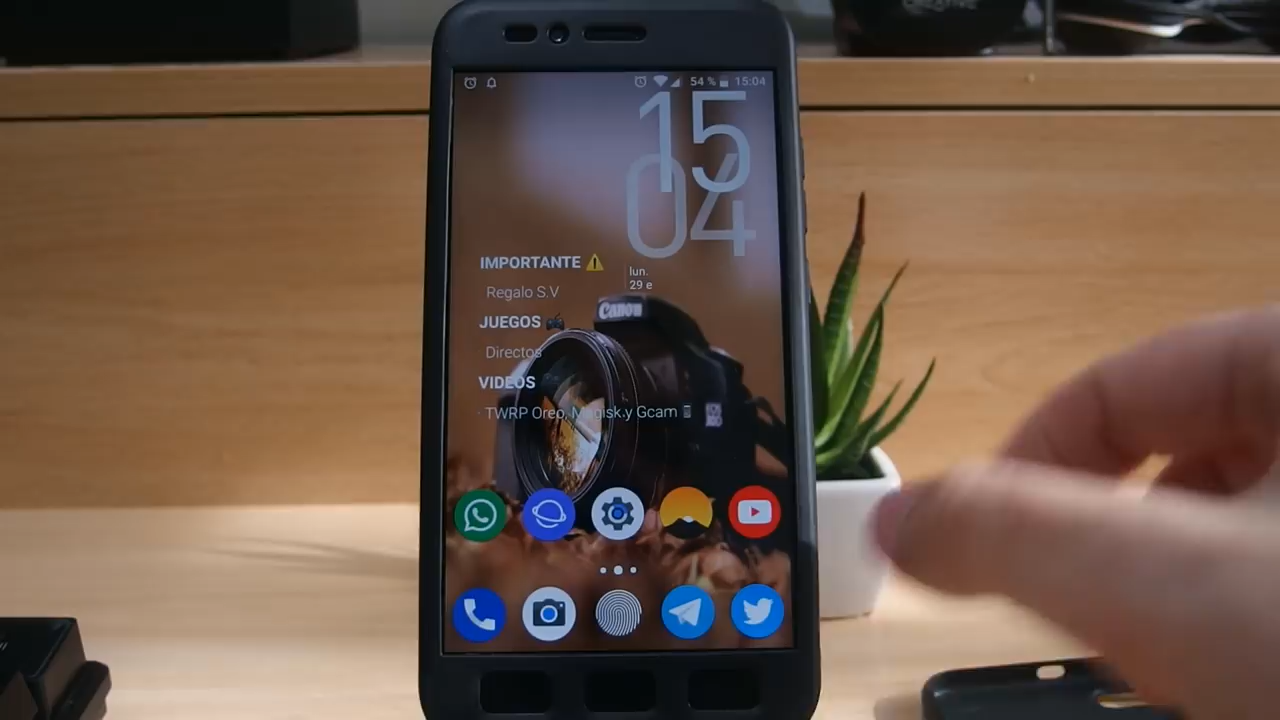 54 % 15:04
15
04
lun.
29 e
IMPORTANTE ⚠️
Regalo S.V
JUEGOS 🎮
Directos
VIDEOS
· TWRP Oreo, Magisk y Gcam 📱
Canon